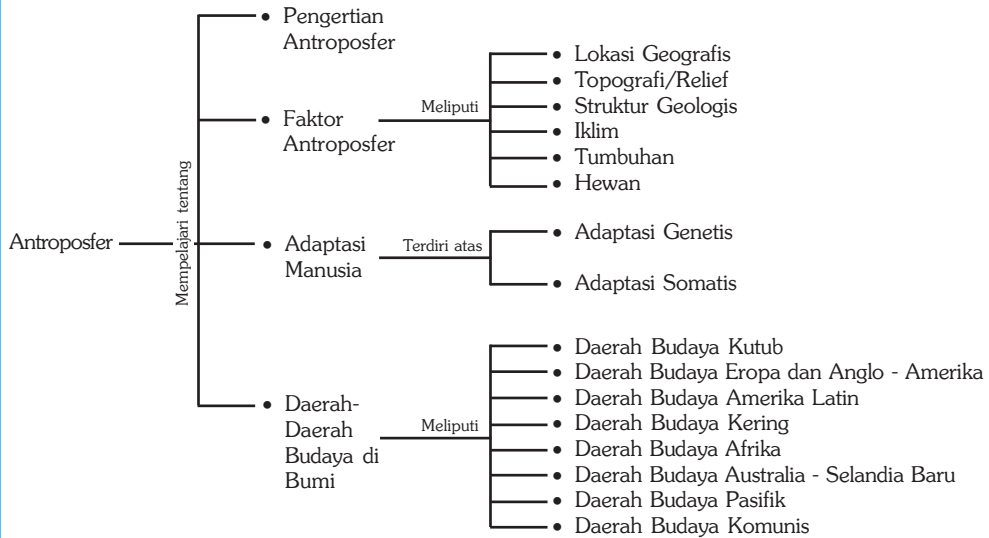 Antroposfer
Mempelajari tentang
• Pengertian
Antroposfer
• Faktor
Antroposfer
Meliputi
• Lokasi Geografis
• Topografi/Relief
• Struktur Geologis
• Iklim
• Tumbuhan
• Hewan
• Adaptasi
Manusia
Terdiri atas
• Adaptasi Genetis
• Adaptasi Somatis
• Daerah-
Daerah
Budaya di
Bumi
Meliputi
• Daerah Budaya Kutub
• Daerah Budaya Eropa dan Anglo - Amerika
• Daerah Budaya Amerika Latin
• Daerah Budaya Kering
• Daerah Budaya Afrika
• Daerah Budaya Australia - Selandia Baru
• Daerah Budaya Pasifik
• Daerah Budaya Komunis